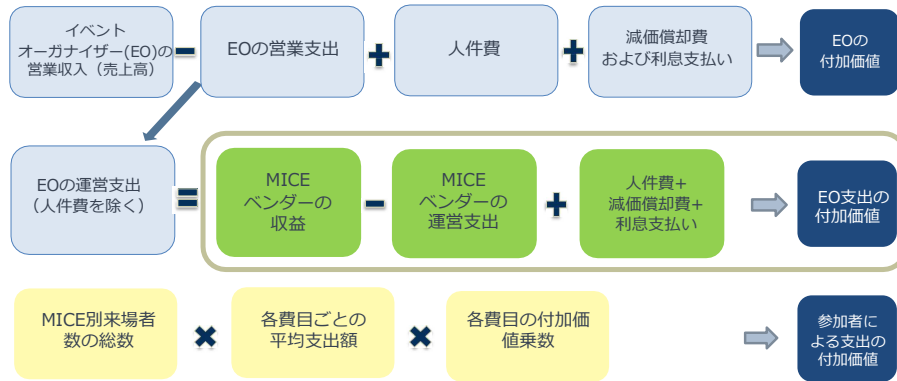 イベント
オーガナイザー(EO)の
営業収入（売上高）
−
EOの営業支出
+
人件費
+
減価償却費
および利息支払い
EOの
付加価値
EOの運営支出
（人件費を除く）
=
MICE
ベンダーの
収益
−
MICE
ベンダーの
運営支出
+
人件費+
減価償却費+
利息支払い
EO支出の
付加価値
MICE別来場者
数の総数
×
各費目ごとの
平均支出額
×
各費目の付加価
値乗数
参加者に
よる支出の
付加価値